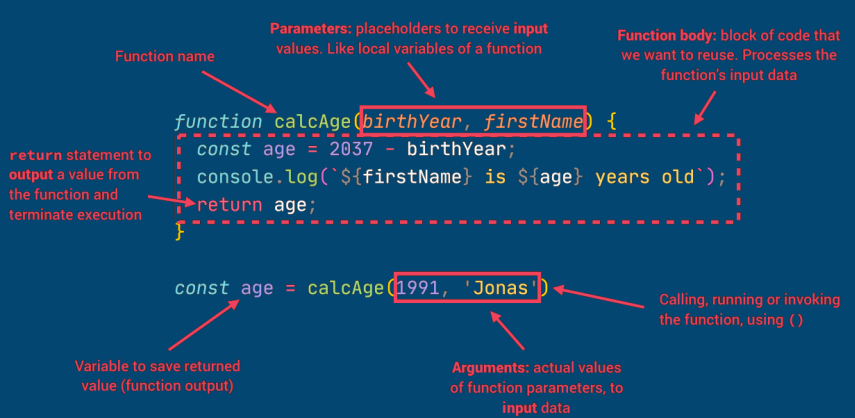 Parameters: placeholders to receive input
values. Like local variables of a function
Function name
Function body: block of code that
we want to reuse. Processes the
function's input data
function calcAge(birthYear, firstName) {
const age = 2037 - birthYear;
console.log(`${firstName} is ${age} years old`);
return age;
}
return statement to
output a value from
the function and
terminate execution
const age = calcAge(1991, 'Jonas')
Calling, running or invoking
the function, using ()
Variable to save returned
value (function output)
Arguments: actual values
of function parameters, to
input data